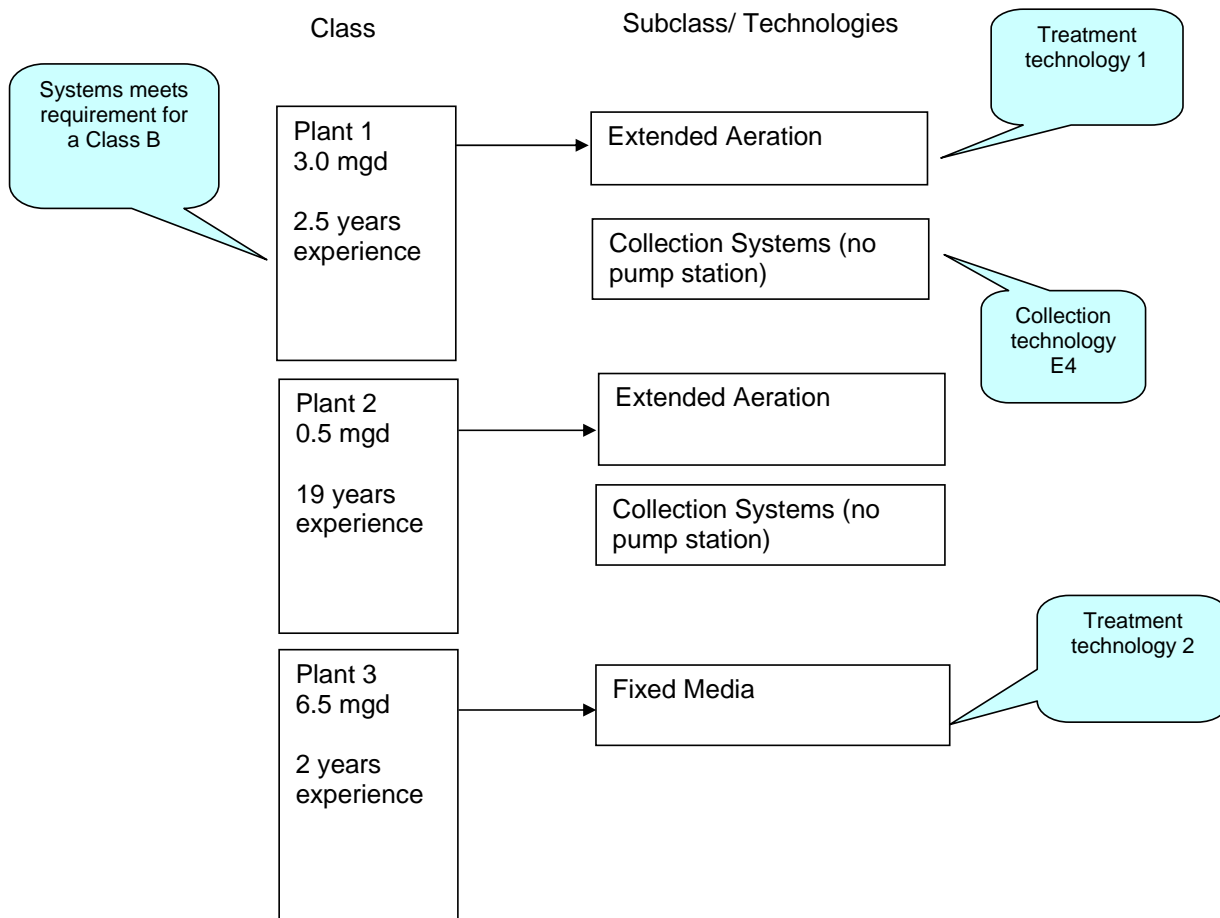 Class
Subclass/ Technologies
Treatment
technology 1
Systems meets
requirement for
a Class B
Plant 1
3.0 mgd
2.5 years
experience
Extended Aeration
Collection Systems (no
pump station)
Collection
technology
E4
Plant 2
0.5 mgd
19 years
experience
Extended Aeration
Collection Systems (no
pump station)
Treatment
technology 2
Plant 3
6.5 mgd
2 years
experience
Fixed Media